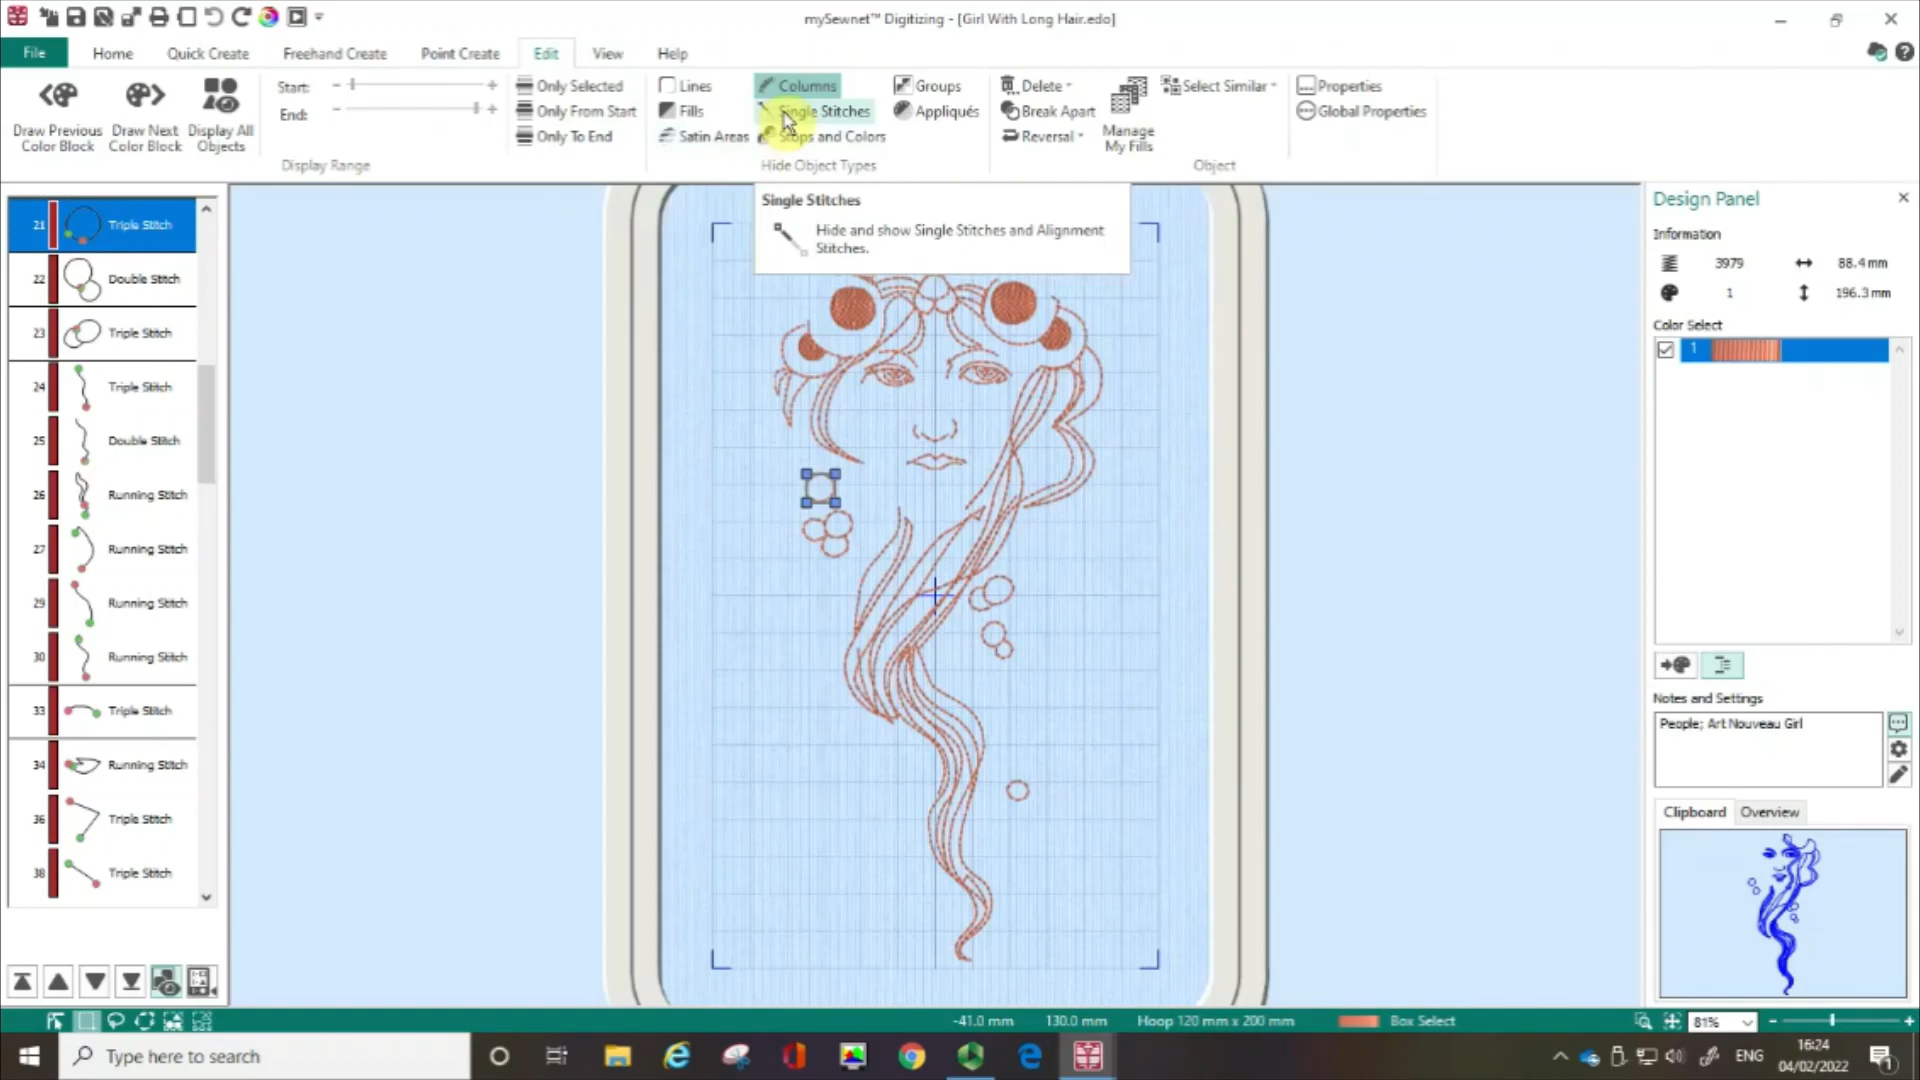 mySewnet™ Digitizing - [Girl With Long Hair.edo]
File Home Quick Create Freehand Create Point Create Edit View Help
Draw Previous
Color Block
Draw Next
Color Block
Display All
Objects
Start:
End:
Display Range
Only Selected
Only From Start
Only To End
Lines
Fills
Satin Areas
Columns
Single Stitches
Stops and Colors
Groups
Appliqués
Hide Object Types
Delete
Break Apart
Reversal
Manage
My Fills
Select Similar
Object
Properties
Global Properties
Single Stitches
Hide and show Single Stitches and Alignment
Stitches.
21 Triple Stitch
22 Double Stitch
23 Triple Stitch
24 Triple Stitch
25 Double Stitch
26 Running Stitch
27 Running Stitch
29 Running Stitch
30 Running Stitch
33 Triple Stitch
34 Running Stitch
36 Triple Stitch
38 Triple Stitch
Design Panel
Information
3979 88.4 mm
1 196.3 mm
Color Select
1
Notes and Settings
People; Art Nouveau Girl
Clipboard Overview
-41.0 mm 130.0 mm Hoop 120 mm x 200 mm Box Select 81%
Type here to search
ENG
16:24
04/02/2022
1